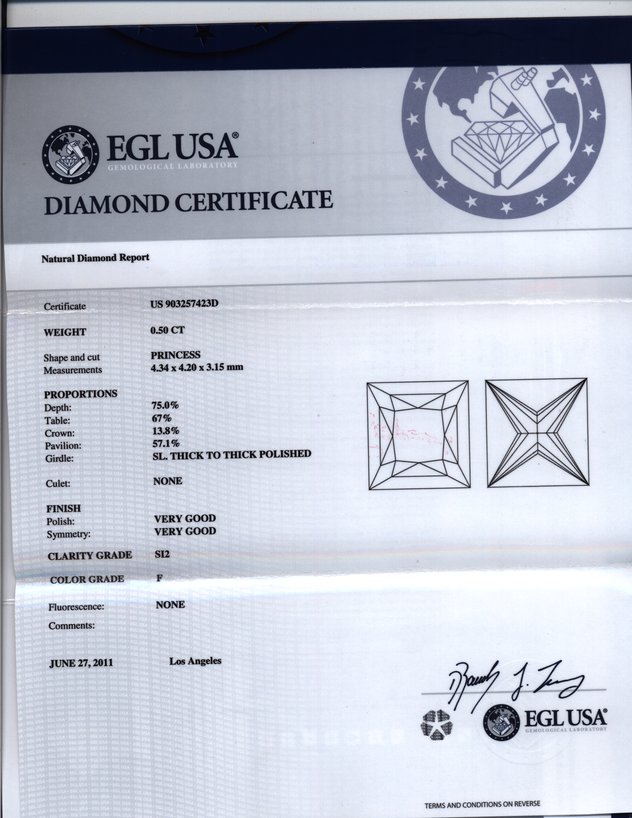 EGL USA®
GEMOLOGICAL LABORATORY
DIAMOND CERTIFICATE
Natural Diamond Report
Certificate US 903257423D
WEIGHT 0.50 CT
Shape and cut PRINCESS
Measurements 4.34 x 4.20 x 3.15 mm
PROPORTIONS
Depth: 75.0%
Table: 67%
Crown: 13.8%
Pavilion: 57.1%
Girdle: SL. THICK TO THICK POLISHED
Culet: NONE
FINISH
Polish: VERY GOOD
Symmetry: VERY GOOD
CLARITY GRADE SI2
COLOR GRADE F
Fluorescence: NONE
Comments:
JUNE 27, 2011 Los Angeles
EGL USA®
GEMOLOGICAL LABORATORY
TERMS AND CONDITIONS ON REVERSE